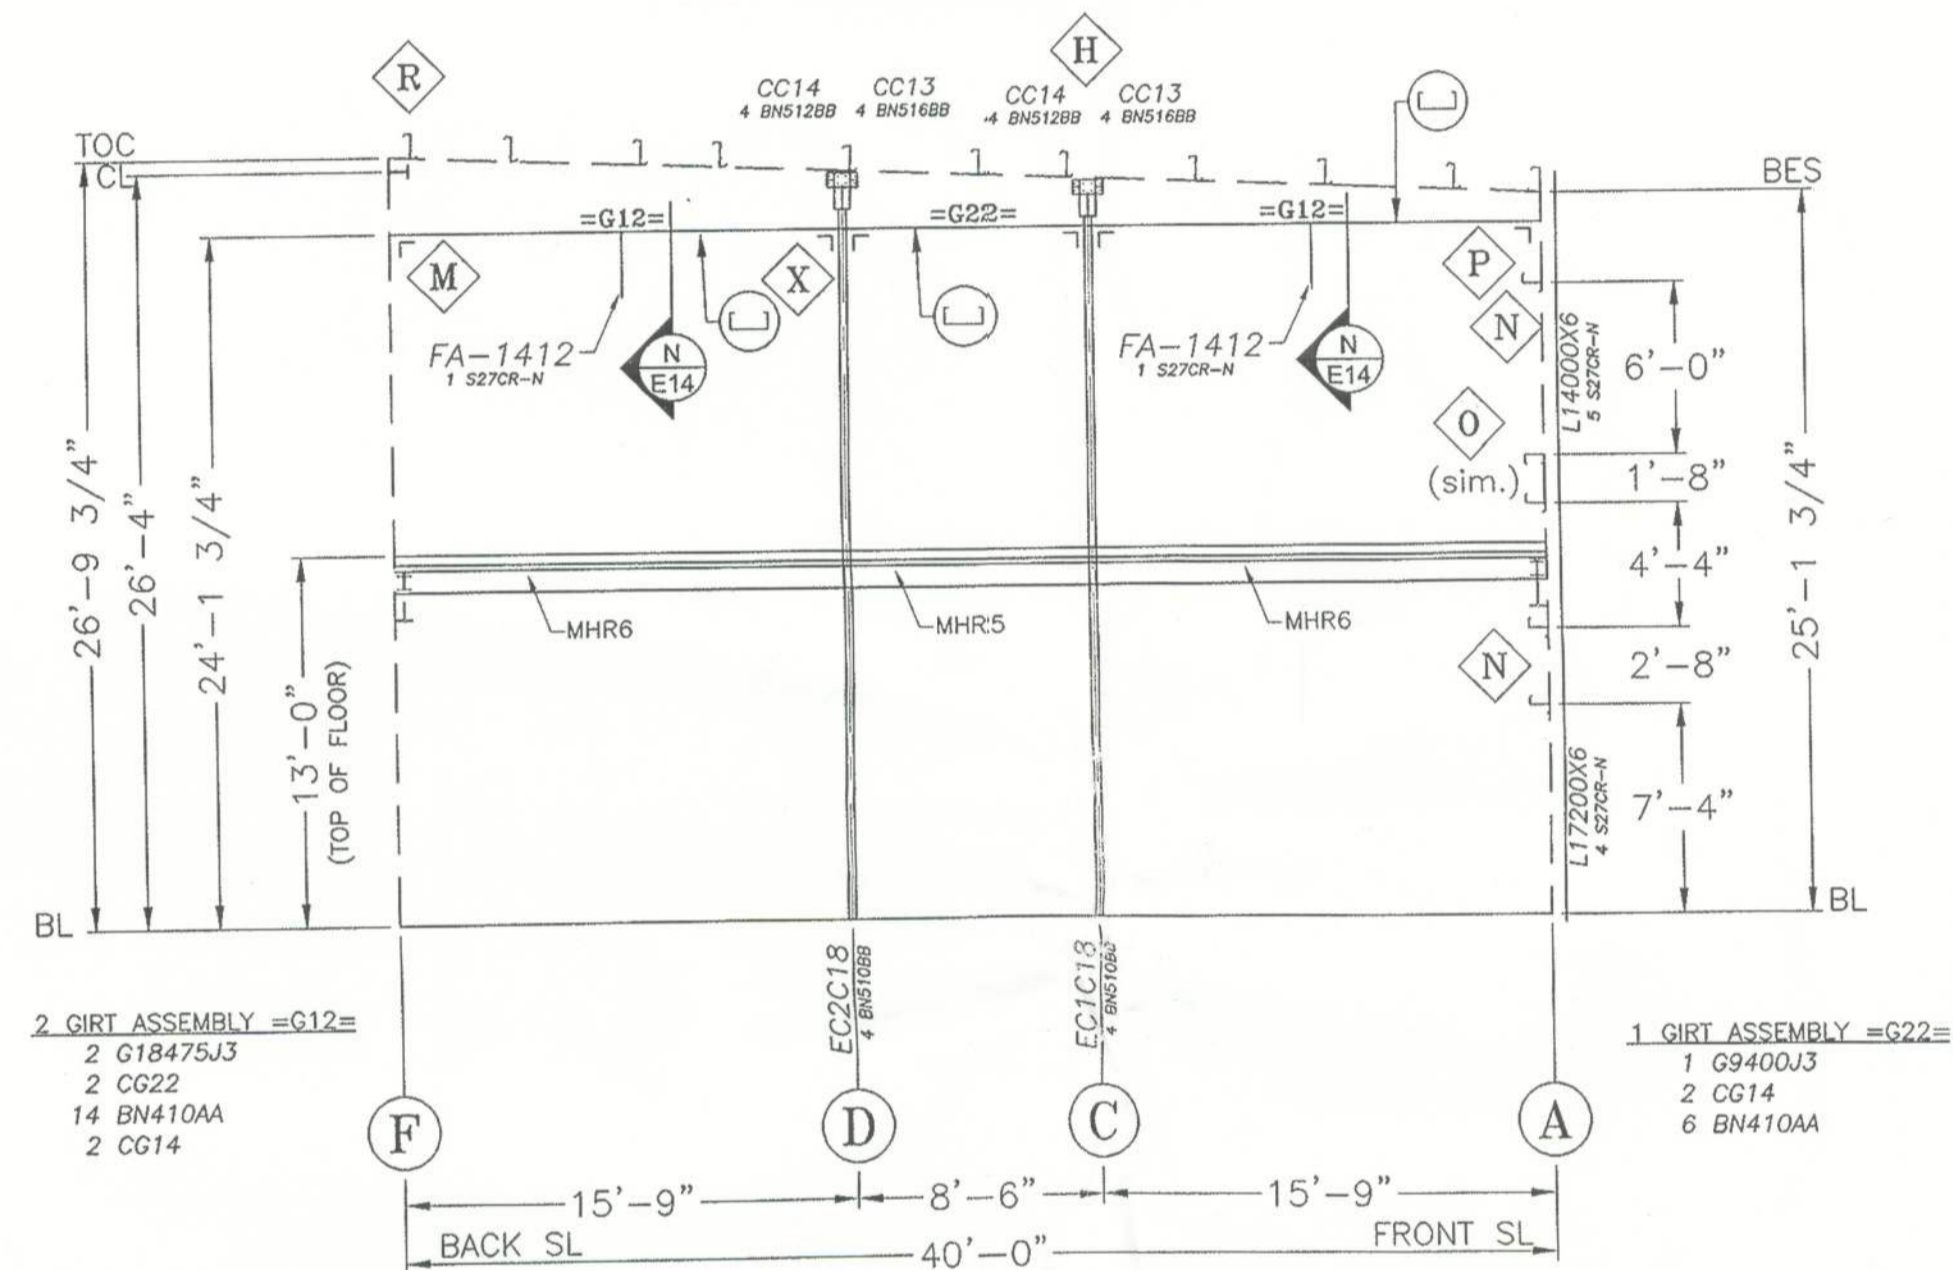 R
H
CC14
4 BN512BB
CC13
4 BN516BB
CC14
4 BN512BB
CC13
4 BN516BB
TOC
CL
BES
=G12=
=G22=
=G12=
M
X
P
N
FA-1412
1 S27CR-N
N
E14
FA-1412
1 S27CR-N
N
E14
L14000X6
5 S27CR-N
6'-0"
O
(sim.)
1'-8"
26'-9 3/4"
26'-4"
24'-1 3/4"
13'-0"
(TOP OF FLOOR)
4'-4"
25'-1 3/4"
MHR6
MHR5
MHR6
N
2'-8"
L17200X6
4 S27CR-N
7'-4"
BL
BL
EC2C18
4 BN510BB
EC1C18
2 GIRT ASSEMBLY =G12=
2 G18475J3
2 CG22
14 BN410AA
2 CG14
1 GIRT ASSEMBLY =G22=
1 G9400J3
2 CG14
6 BN410AA
F
D
C
A
15'-9"
8'-6"
15'-9"
BACK SL
40'-0"
FRONT SL